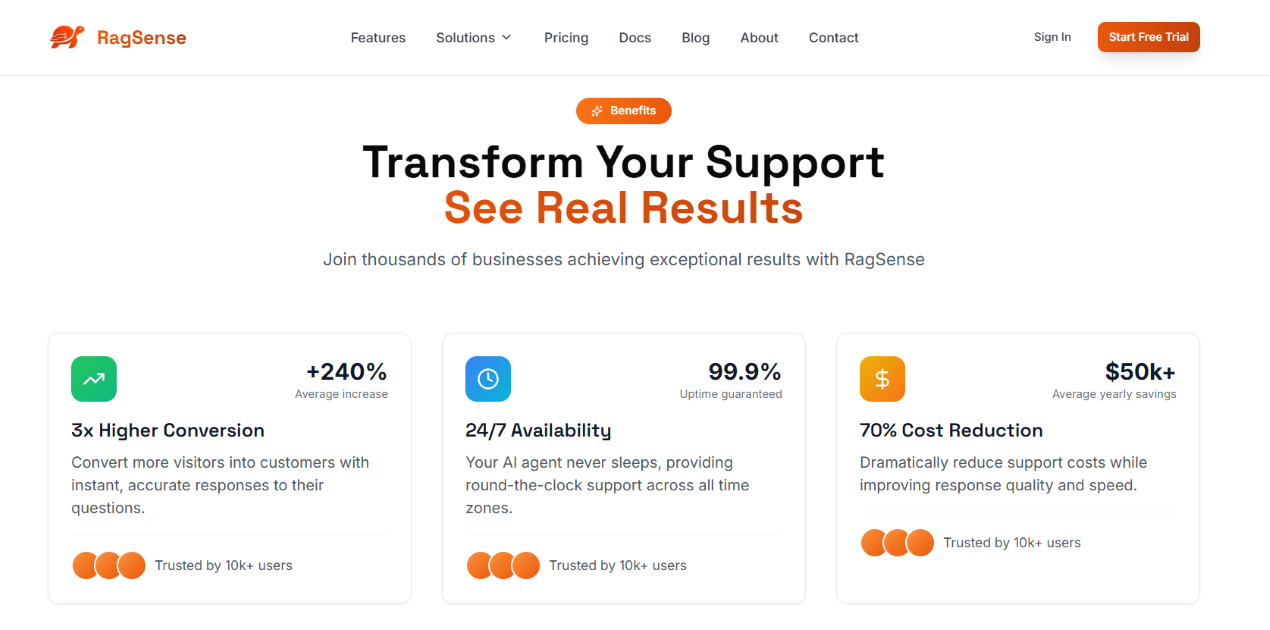 RagSense
Features
Solutions
Pricing
Docs
Blog
About
Contact
Sign In
Start Free Trial
Benefits
Transform Your Support
See Real Results
Join thousands of businesses achieving exceptional results with RagSense
+240%
Average increase
3x Higher Conversion
Convert more visitors into customers with
instant, accurate responses to their
questions.
Trusted by 10k+ users
99.9%
Uptime guaranteed
24/7 Availability
Your AI agent never sleeps, providing
round-the-clock support across all time
zones.
Trusted by 10k+ users
$50k+
Average yearly savings
70% Cost Reduction
Dramatically reduce support costs while
improving response quality and speed.
Trusted by 10k+ users